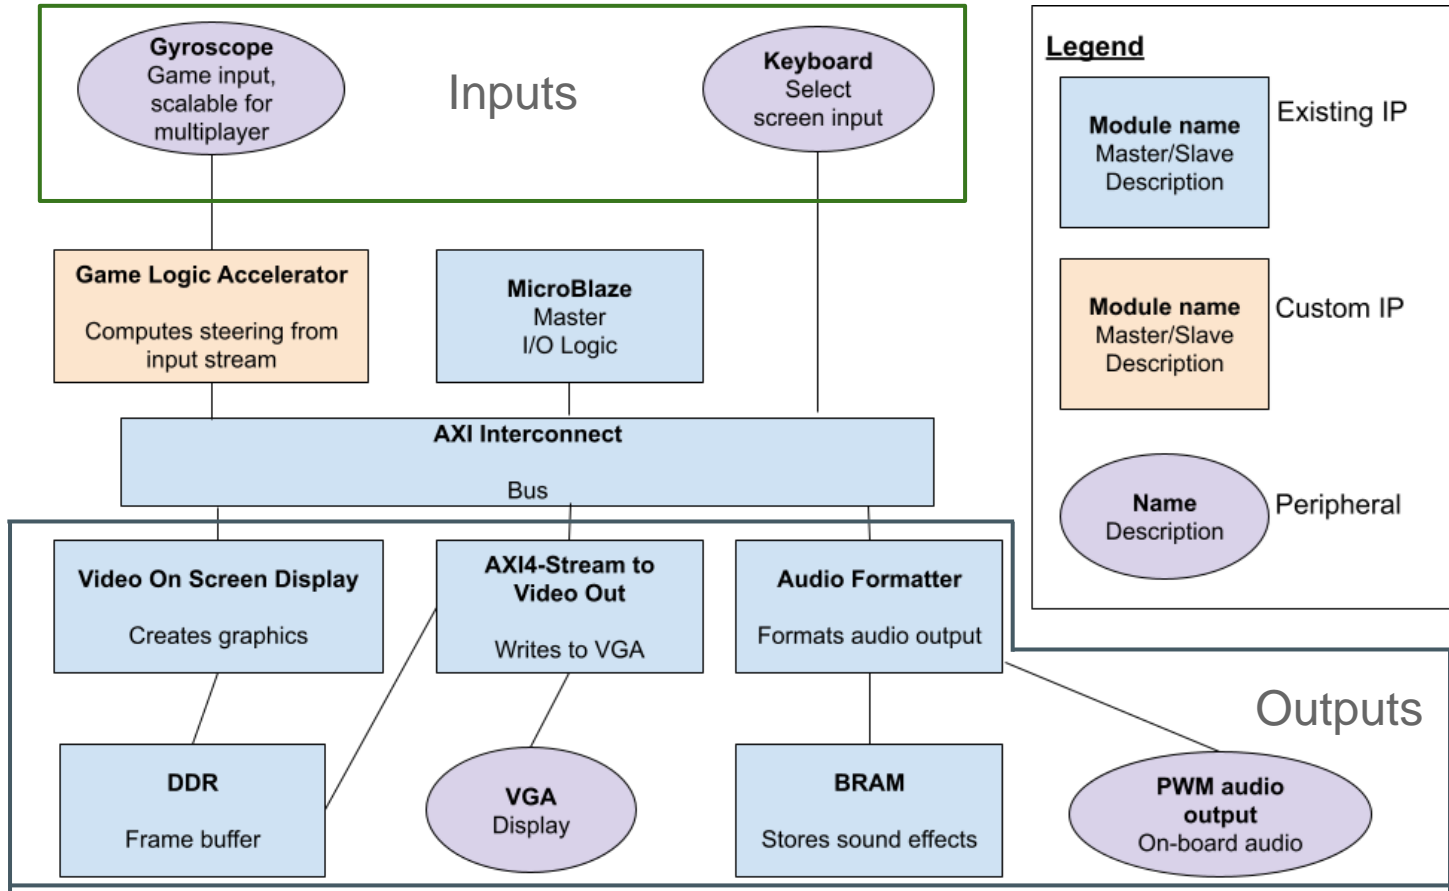 Gyroscope
Game input,
scalable for
multiplayer
Inputs
Keyboard
Select
screen input
Legend
Module name
Master/Slave
Description
Existing IP
Module name
Master/Slave
Description
Custom IP
Name
Description
Peripheral
Game Logic Accelerator
Computes steering from
input stream
MicroBlaze
Master
I/O Logic
AXI Interconnect
Bus
Video On Screen Display
Creates graphics
AXI4-Stream to
Video Out
Writes to VGA
Audio Formatter
Formats audio output
Outputs
DDR
Frame buffer
VGA
Display
BRAM
Stores sound effects
PWM audio
output
On-board audio